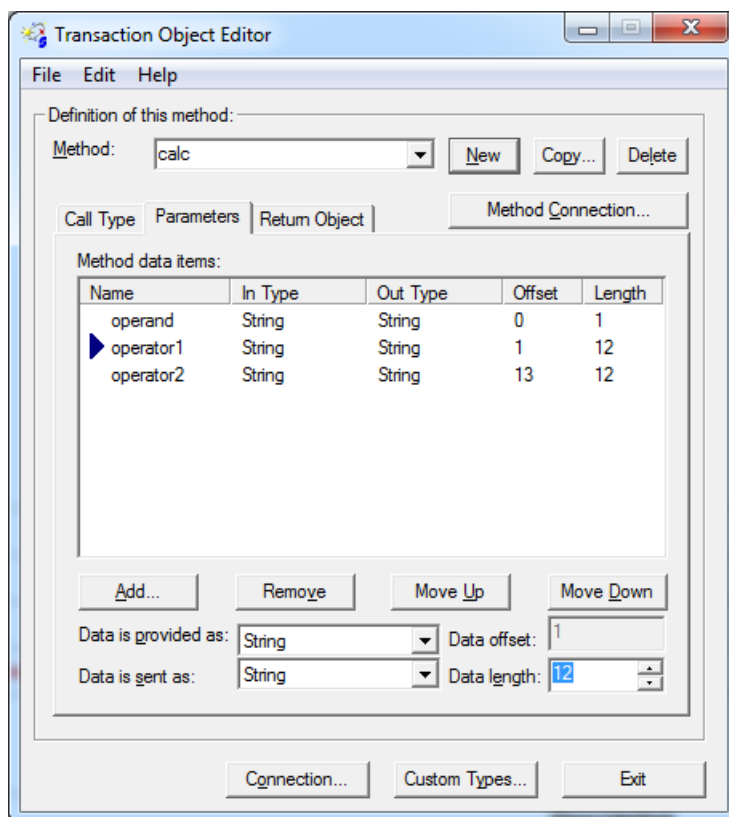 Transaction Object Editor
File Edit Help
Definition of this method:
Method: calc New Copy... Delete
Call Type Parameters Return Object Method Connection...
Method data items:
Name In Type Out Type Offset Length
operand String String 0 1
operator1 String String 1 12
operator2 String String 13 12
Add... Remove Move Up Move Down
Data is provided as: String Data offset: 1
Data is sent as: String Data length: 12
Connection... Custom Types... Exit